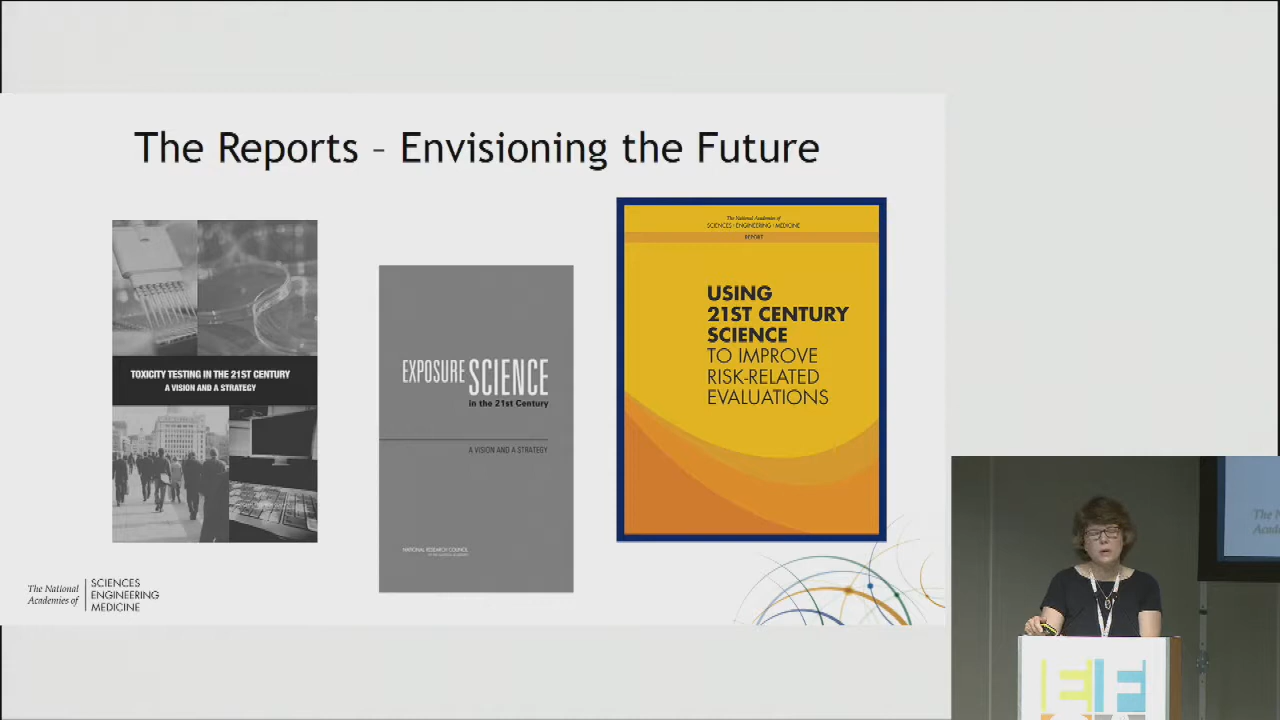 The Reports – Envisioning the Future
TOXICITY TESTING IN THE 21ST CENTURY
A VISION AND A STRATEGY
EXPOSURE SCIENCE
in the 21st Century
A VISION AND A STRATEGY
NATIONAL RESEARCH COUNCIL
The National Academies of
SCIENCES · ENGINEERING · MEDICINE
REPORT
USING
21ST CENTURY
SCIENCE
TO IMPROVE
RISK-RELATED
EVALUATIONS
The National
Academies of
SCIENCES
ENGINEERING
MEDICINE
EF